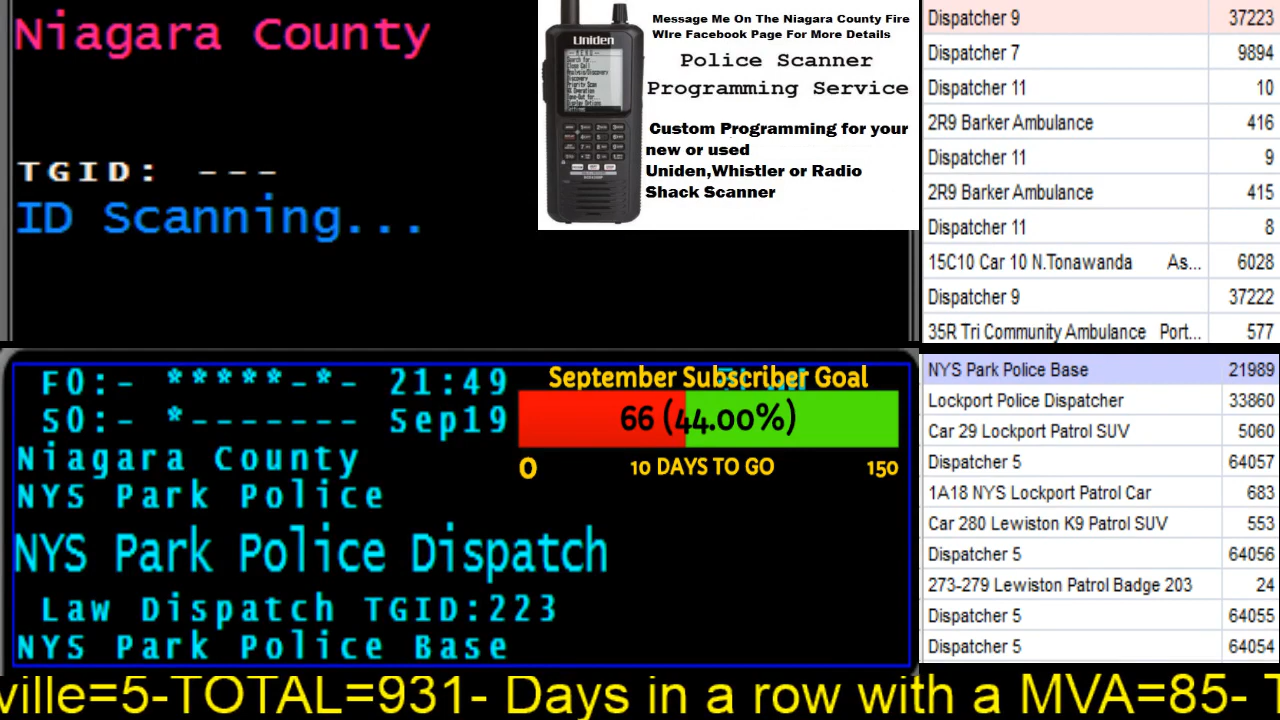 Niagara County
TGID: ---
ID Scanning...
Uniden
Message Me On The Niagara County Fire
WIre Facebook Page For More Details
Police Scanner
Programming Service
Custom Programming for your
new or used
Uniden,Whistler or Radio
Shack Scanner
Dispatcher 9 37223
Dispatcher 7 9894
Dispatcher 11 10
2R9 Barker Ambulance 416
Dispatcher 11 9
2R9 Barker Ambulance 415
Dispatcher 11 8
15C10 Car 10 N.Tonawanda As... 6028
Dispatcher 9 37222
35R Tri Community Ambulance Port... 577
F0:- *****-*- 21:49
S0:- *------- Sep19
Niagara County
NYS Park Police
NYS Park Police Dispatch
Law Dispatch TGID:223
NYS Park Police Base
September Subscriber Goal
66 (44.00%)
0 10 DAYS TO GO 150
NYS Park Police Base 21989
Lockport Police Dispatcher 33860
Car 29 Lockport Patrol SUV 5060
Dispatcher 5 64057
1A18 NYS Lockport Patrol Car 683
Car 280 Lewiston K9 Patrol SUV 553
Dispatcher 5 64056
273-279 Lewiston Patrol Badge 203 24
Dispatcher 5 64055
Dispatcher 5 64054
ville=5-TOTAL=931- Days in a row with a MVA=85- T